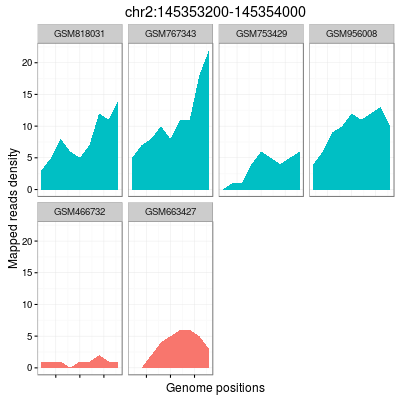 chr2:145353200-145354000
GSM818031 GSM767343 GSM753429 GSM956008
20
15
10
5
0
GSM466732 GSM663427
20
15
10
5
0
Mapped reads density
Genome positions